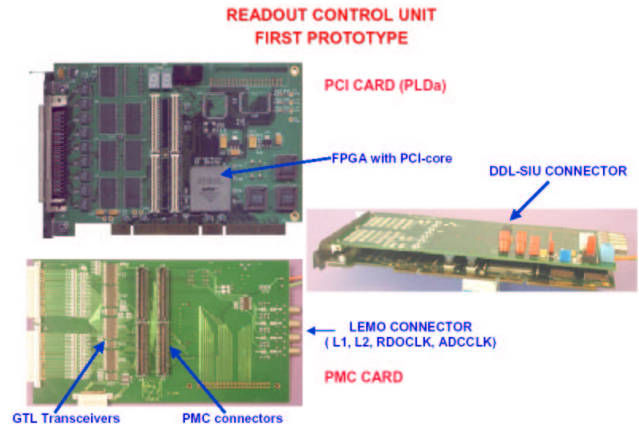 READOUT CONTROL UNIT
FIRST PROTOTYPE
PCI CARD (PLDa)
FPGA with PCI-core
DDL-SIU CONNECTOR
LEMO CONNECTOR
( L1, L2, RDOCLK, ADCCLK)
PMC CARD
GTL Transceivers
PMC connectors